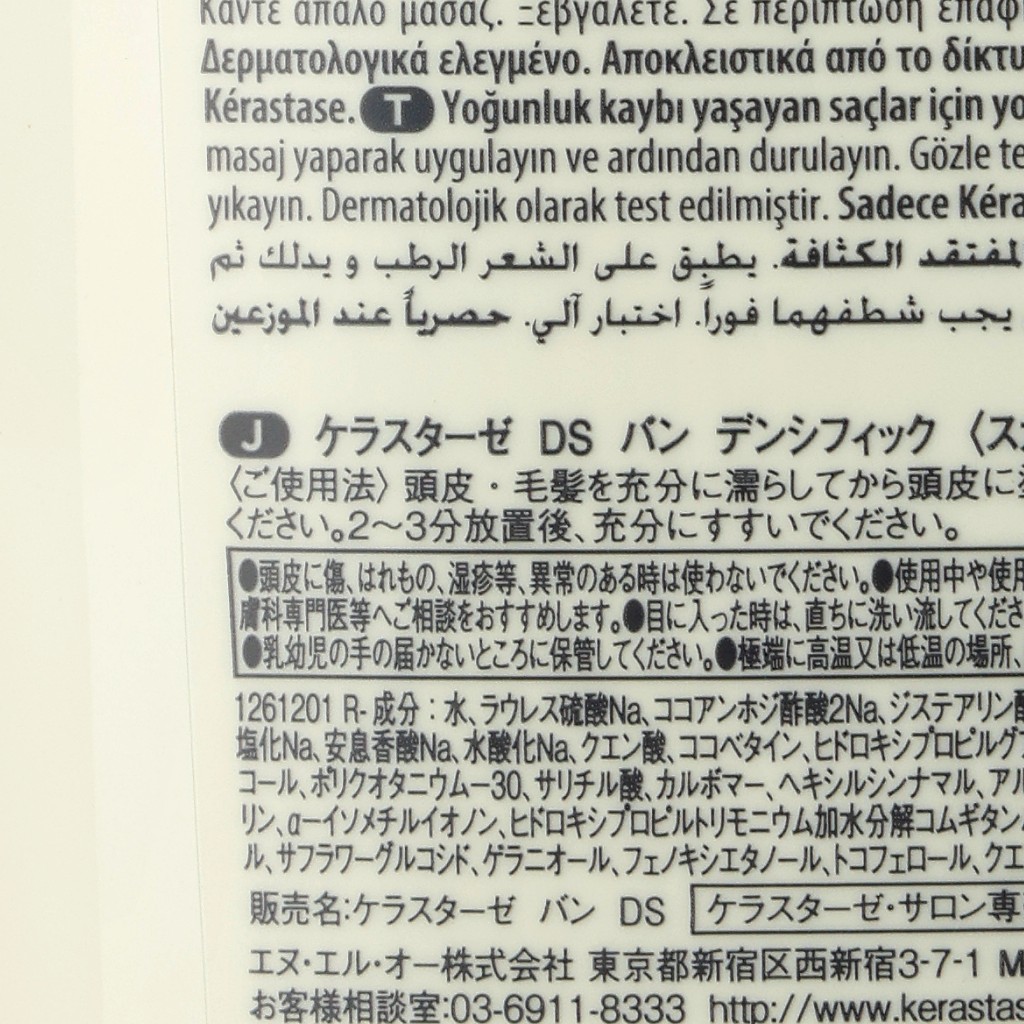 Κάντε απαλό μασάζ. Ξεβγάλετε. Σε περίπτωση επαφ
Δερματολογικά ελεγμένο. Αποκλειστικά από το δίκτυ
Kérastase. T Yoğunluk kaybı yaşayan saçlar için yo
masaj yaparak uygulayın ve ardından durulayın. Gözle te
yıkayın. Dermatolojik olarak test edilmiştir. Sadece Kéra
لمفتقد الكثافة. يطبق على الشعر الرطب و يدلك ثم
يجب شطفهما فوراً. اختبار آلي. حصرياً عند الموزعين
J ケラスターゼ DS バン デンシフィック 〈ス
〈ご使用法〉頭皮・毛髪を充分に濡らしてから頭皮に
ください。2〜3分放置後、充分にすすいでください。
●頭皮に傷、はれもの、湿疹等、異常のある時は使わないでください。●使用中や使用
膚科専門医等へご相談をおすすめします。●目に入った時は、直ちに洗い流してくださ
●乳幼児の手の届かないところに保管してください。●極端に高温又は低温の場所、
1261201 R- 成分：水、ラウレス硫酸Na、ココアンホジ酢酸2Na、ジステアリン酸
塩化Na、安息香酸Na、水酸化Na、クエン酸、ココベタイン、ヒドロキシプロピルグア
コール、ポリクオタニウムー30、サリチル酸、カルボマー、ヘキシルシンナマル、アル
リン、αーイソメチルイオノン、ヒドロキシプロピルトリモニウム加水分解コムギタン
ル、サフラワーグルコシド、ゲラニオール、フェノキシエタノール、トコフェロール、クエ
販売名:ケラスターゼ バン DS ケラスターゼ・サロン専
エヌ・エル・オー株式会社 東京都新宿区西新宿3-7-1 M
お客様相談室:03-6911-8333 http://www.kerastas